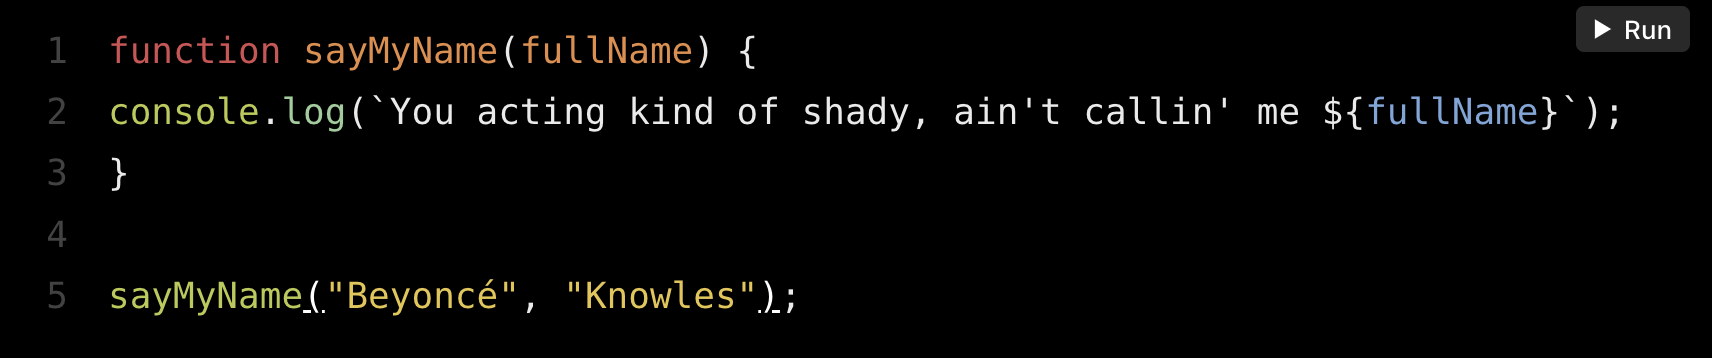 Run
1 function sayMyName(fullName) {
2 console.log(`You acting kind of shady, ain't callin' me ${fullName}`);
3 }
4
5 sayMyName("Beyoncé", "Knowles");